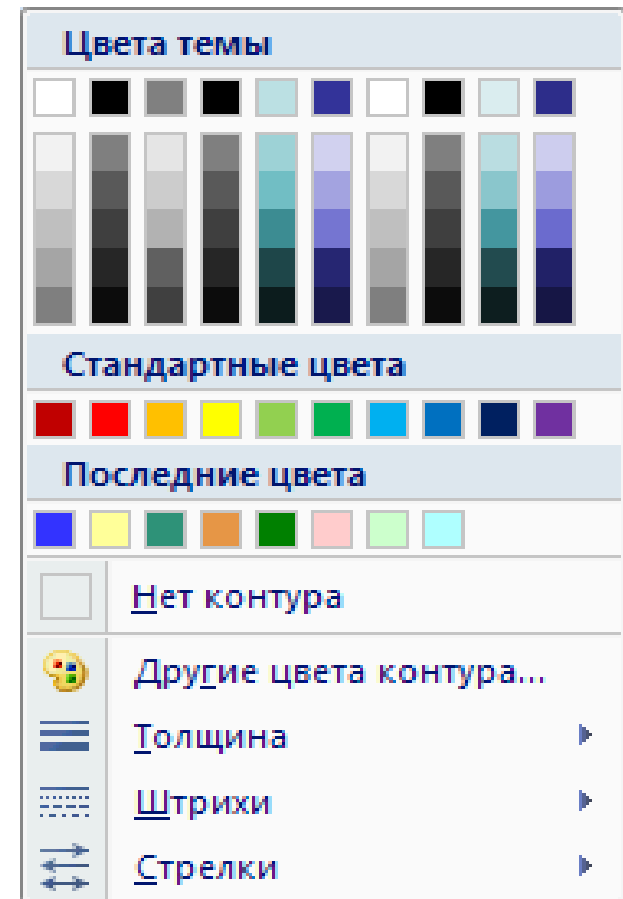 Цвета темы
Стандартные цвета
Последние цвета
Нет контура
Другие цвета контура...
Толщина
Штрихи
Стрелки